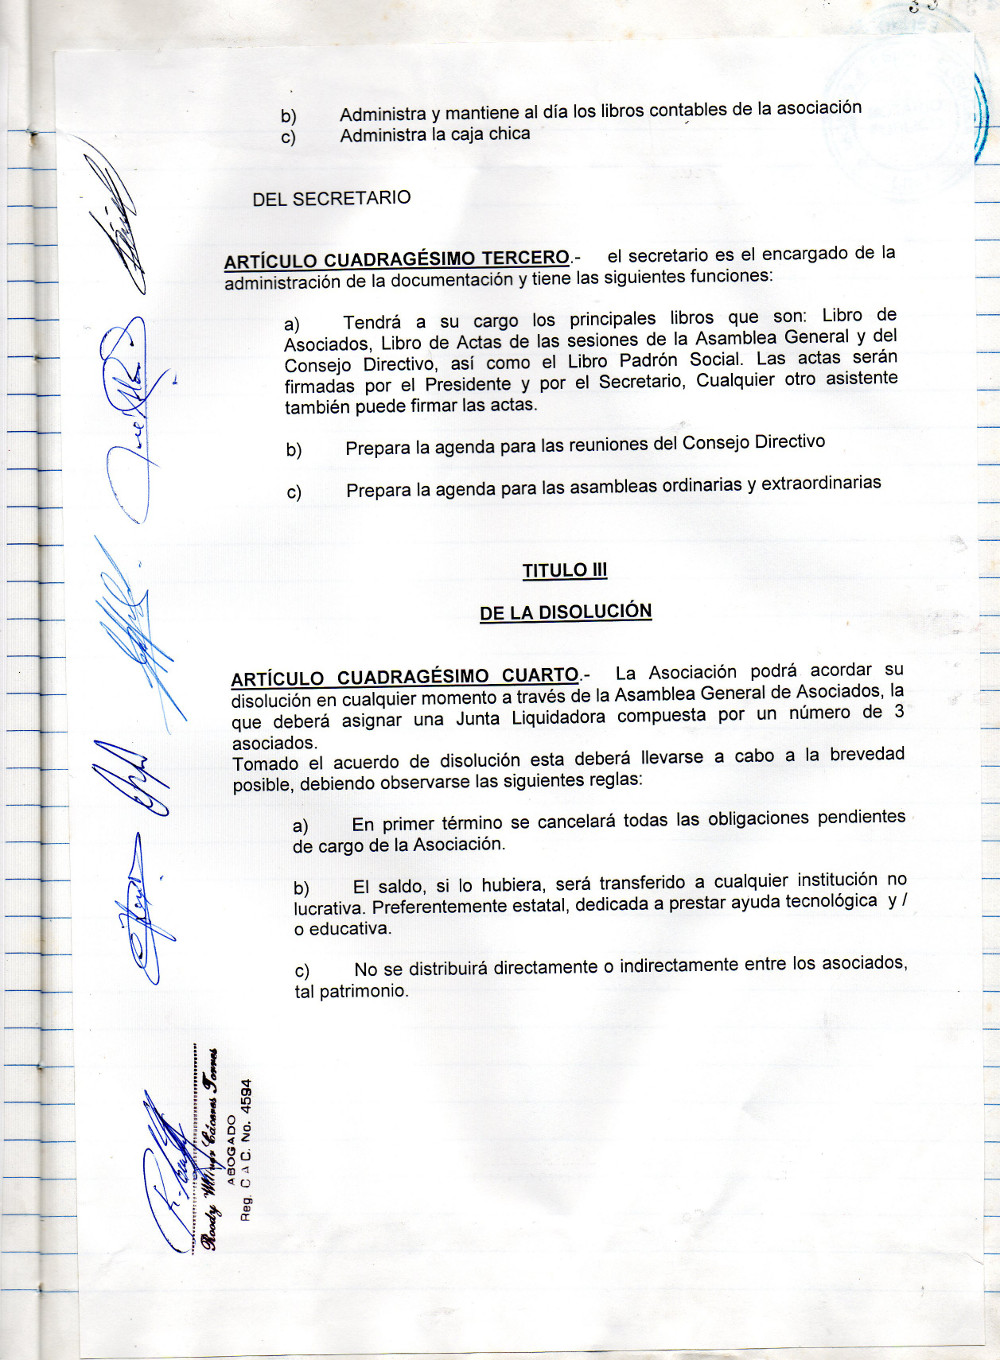 33
b) Administra y mantiene al día los libros contables de la asociación
c) Administra la caja chica
DEL SECRETARIO
ARTÍCULO CUADRAGÉSIMO TERCERO.- el secretario es el encargado de la
administración de la documentación y tiene las siguientes funciones:
a) Tendrá a su cargo los principales libros que son: Libro de
Asociados, Libro de Actas de las sesiones de la Asamblea General y del
Consejo Directivo, así como el Libro Padrón Social. Las actas serán
firmadas por el Presidente y por el Secretario, Cualquier otro asistente
también puede firmar las actas.
b) Prepara la agenda para las reuniones del Consejo Directivo
c) Prepara la agenda para las asambleas ordinarias y extraordinarias
TITULO III
DE LA DISOLUCIÓN
ARTÍCULO CUADRAGÉSIMO CUARTO.- La Asociación podrá acordar su
disolución en cualquier momento a través de la Asamblea General de Asociados, la
que deberá asignar una Junta Liquidadora compuesta por un número de 3
asociados.
Tomado el acuerdo de disolución esta deberá llevarse a cabo a la brevedad
posible, debiendo observarse las siguientes reglas:
a) En primer término se cancelará todas las obligaciones pendientes
de cargo de la Asociación.
b) El saldo, si lo hubiera, será transferido a cualquier institución no
lucrativa. Preferentemente estatal, dedicada a prestar ayuda tecnológica y /
o educativa.
c) No se distribuirá directamente o indirectamente entre los asociados,
tal patrimonio.
Roody Wilmer Cáceres Torres
ABOGADO
Reg. C A C. No. 4594